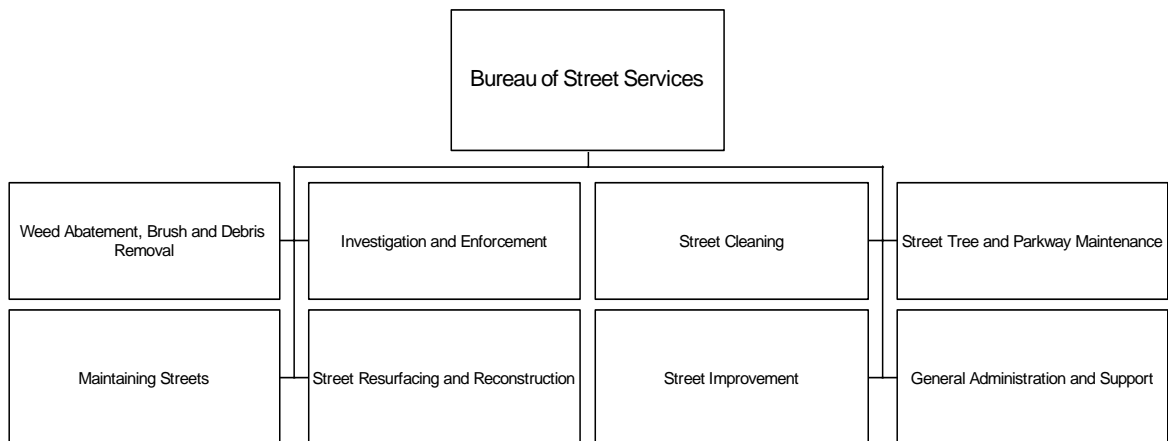 Bureau of Street Services
Weed Abatement, Brush and Debris
Removal
Investigation and Enforcement
Street Cleaning
Street Tree and Parkway Maintenance
Maintaining Streets
Street Resurfacing and Reconstruction
Street Improvement
General Administration and Support